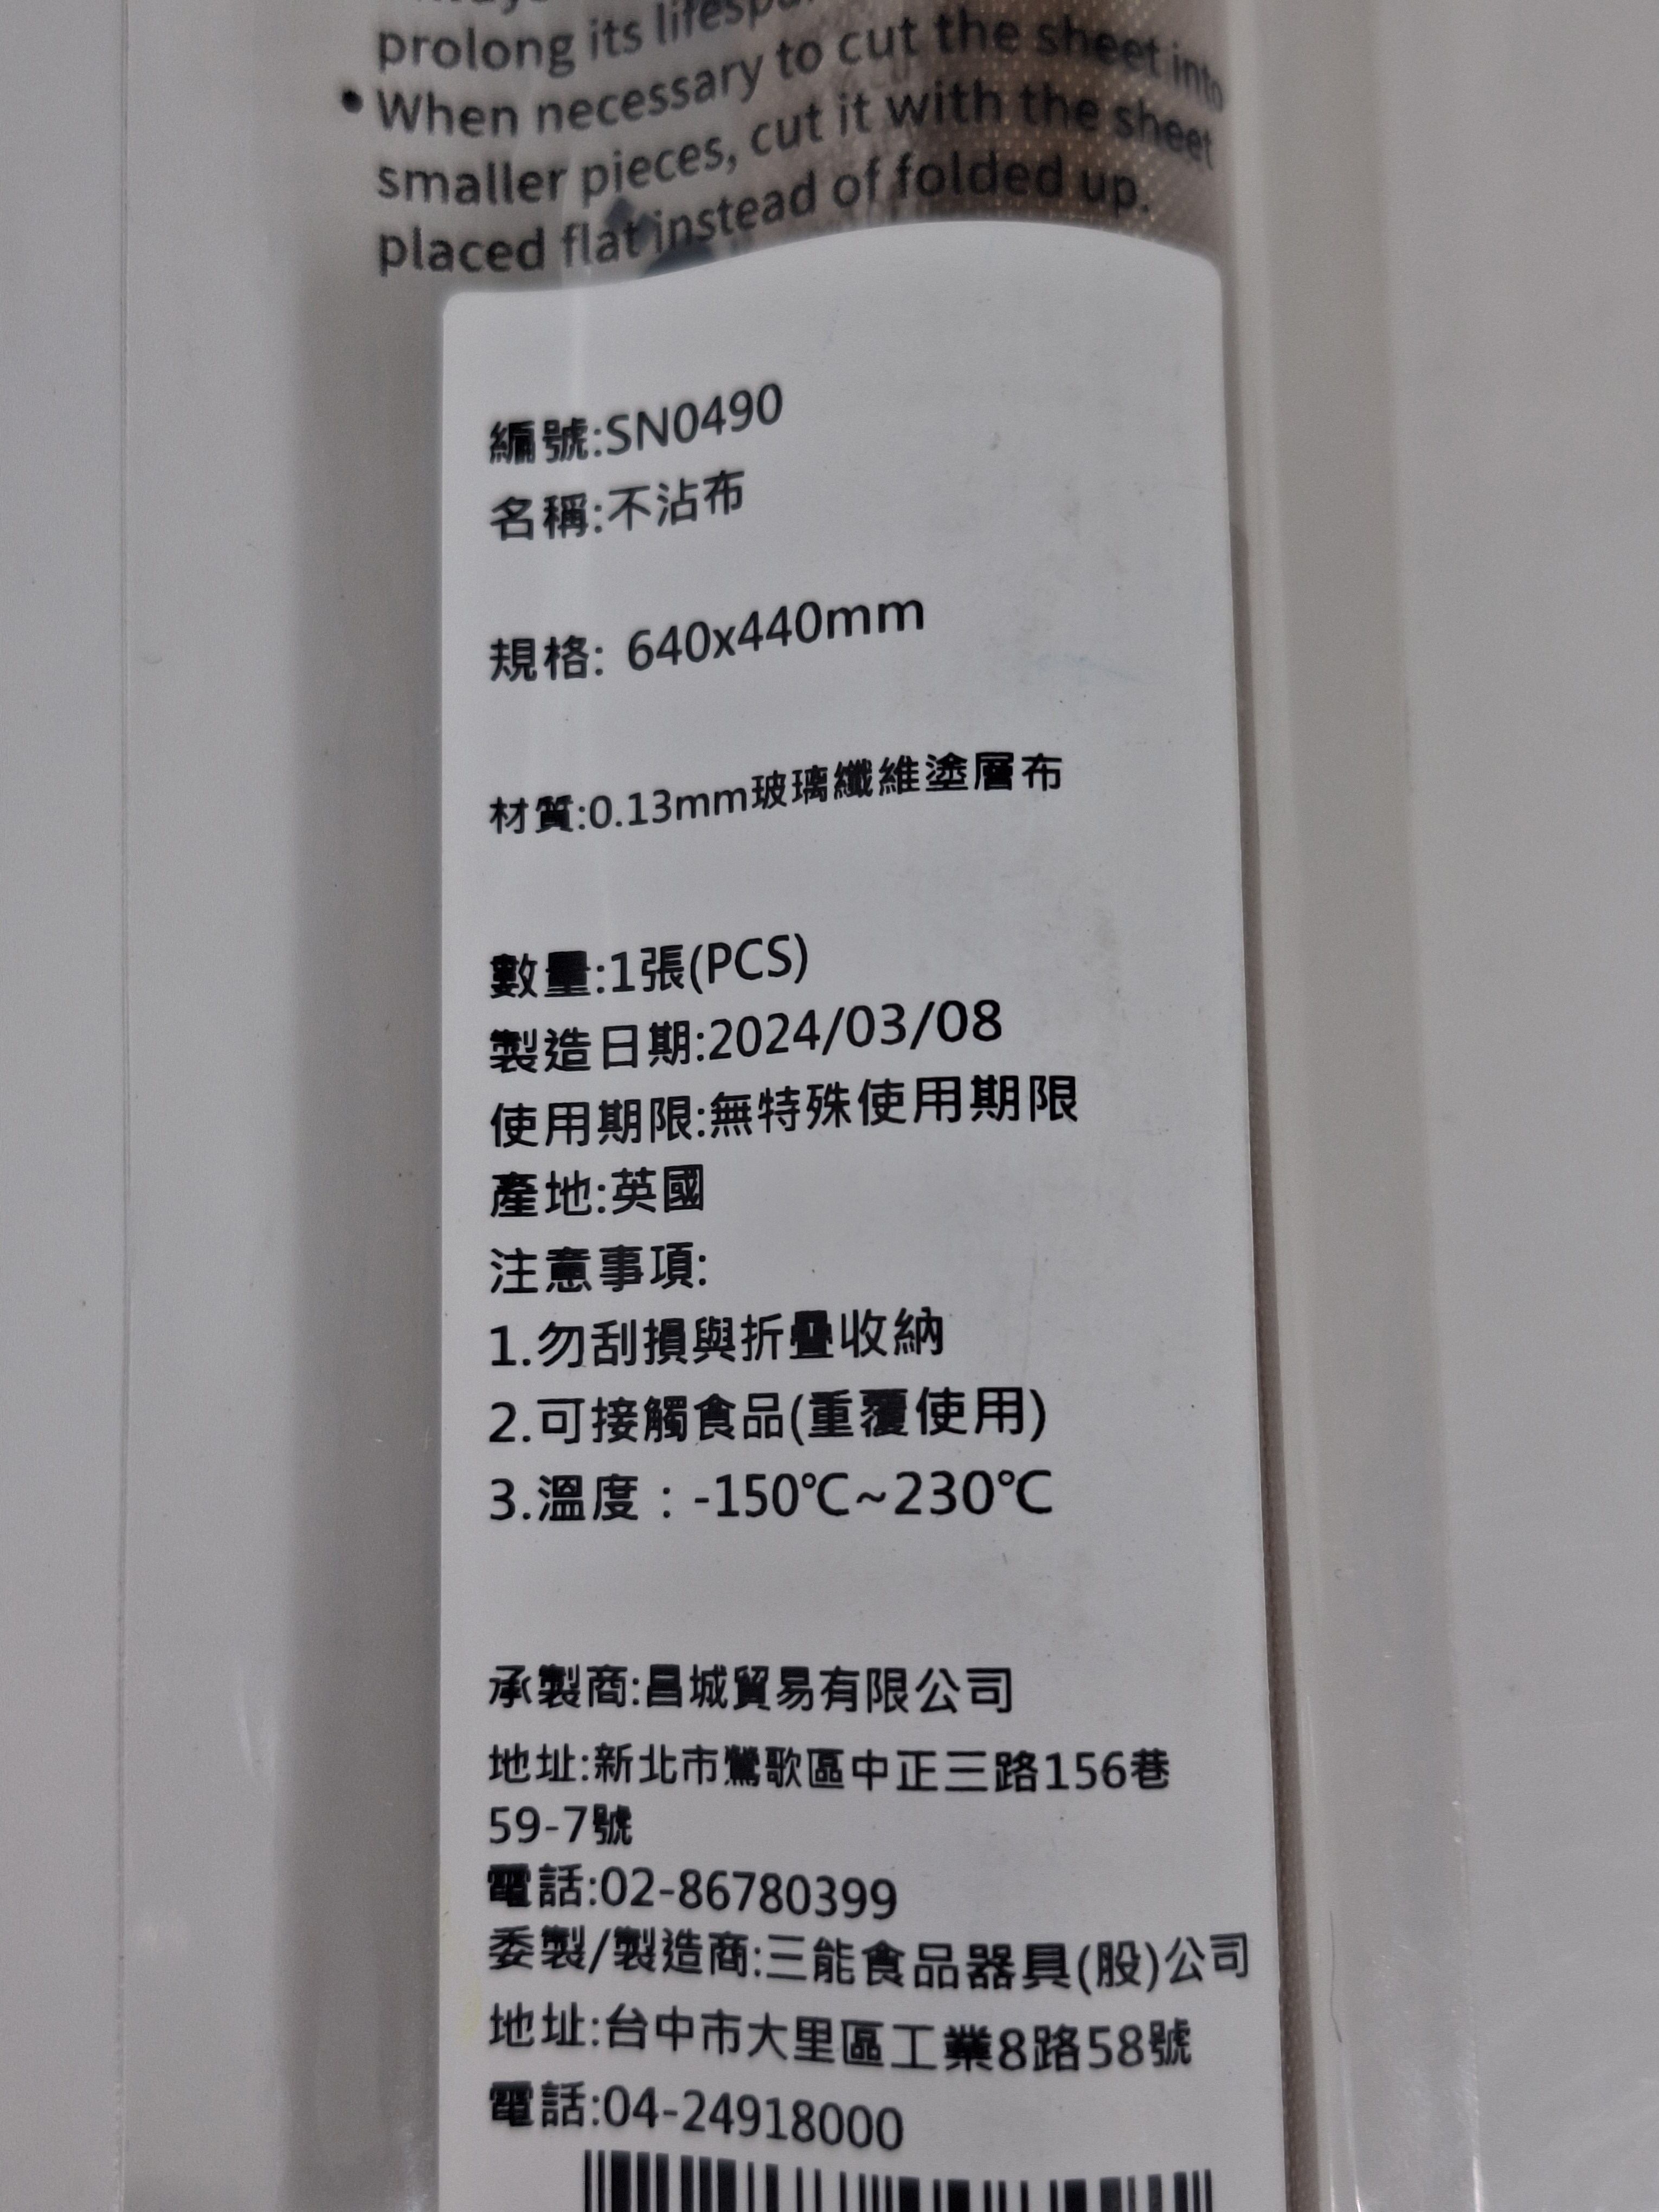 prolong its
• When necessary to cut the sheet into
smaller pieces, cut it with the sheet
placed flat instead of folded up.
編號:SN0490
名稱:不沾布
規格: 640x440mm
材質:0.13mm玻璃纖維塗層布
數量:1張(PCS)
製造日期:2024/03/08
使用期限:無特殊使用期限
產地:英國
注意事項:
1.勿刮損與折疊收納
2.可接觸食品(重覆使用)
3.溫度：-150℃~230℃
承製商:昌城貿易有限公司
地址:新北市鶯歌區中正三路156巷
59-7號
電話:02-86780399
委製/製造商:三能食品器具(股)公司
地址:台中市大里區工業8路58號
電話:04-24918000